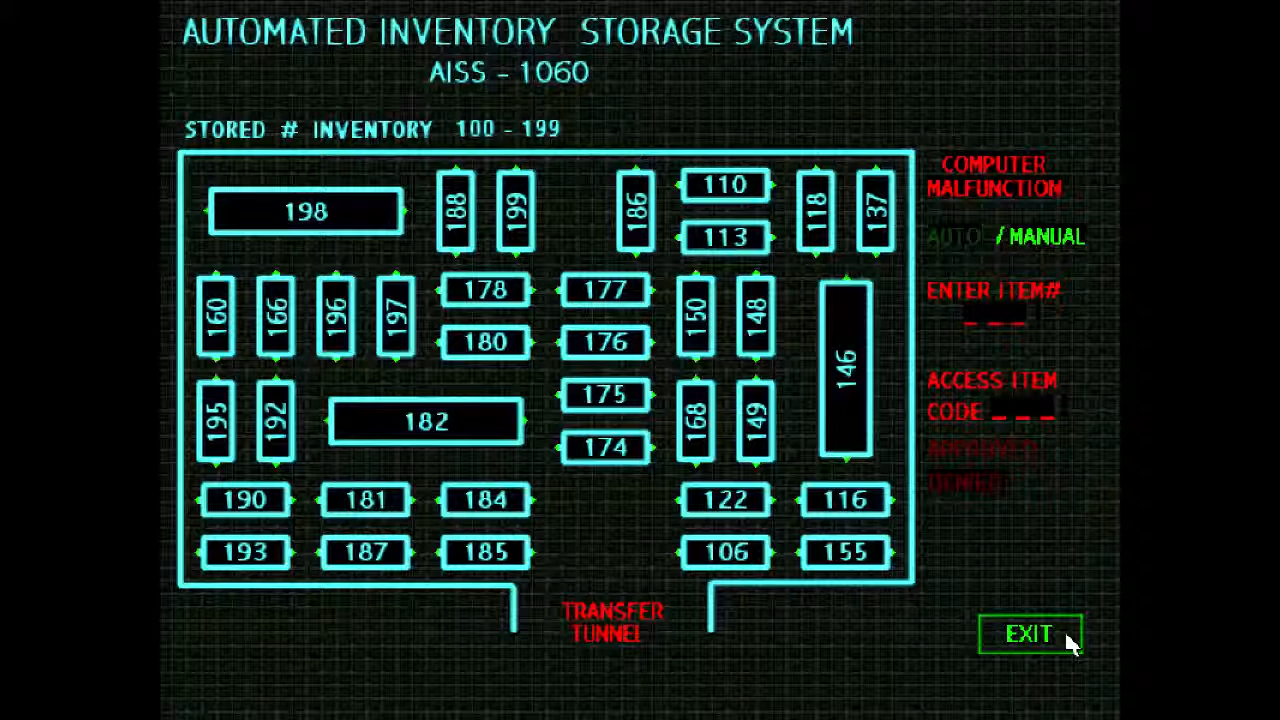 AUTOMATED INVENTORY STORAGE SYSTEM
AISS - 1060
STORED # INVENTORY 100 - 199
COMPUTER
MALFUNCTION
AUTO / MANUAL
ENTER ITEM#
_ _ _
ACCESS ITEM
CODE _ _ _
APPROVED
DENIED
198
188
199
186
110
113
118
137
160
166
196
197
178
180
177
176
175
174
150
148
146
195
192
182
168
149
190
181
184
122
116
193
187
185
106
155
TRANSFER
TUNNEL
EXIT